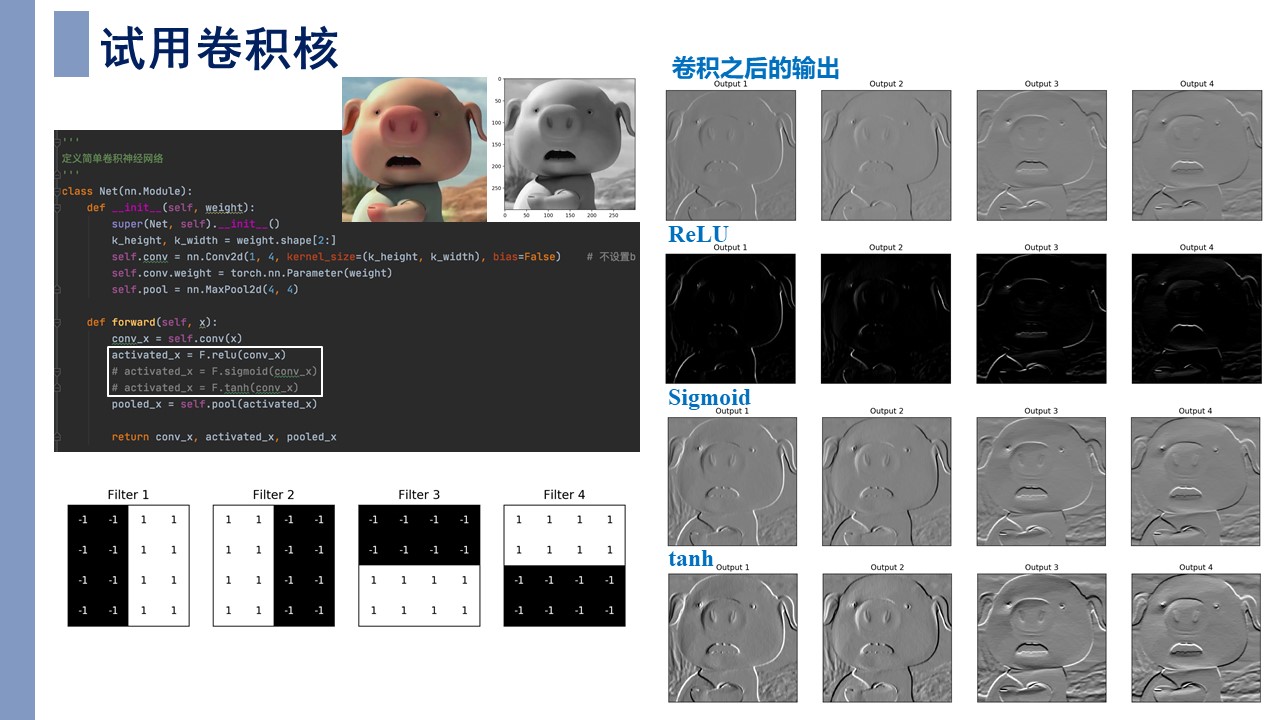 试用卷积核
'''
定义简单卷积神经网络
'''
class Net(nn.Module):
    def __init__(self, weight):
        super(Net, self).__init__()
        k_height, k_width = weight.shape[2:]
        self.conv = nn.Conv2d(1, 4, kernel_size=(k_height, k_width), bias=False)    # 不设置b
        self.conv.weight = torch.nn.Parameter(weight)
        self.pool = nn.MaxPool2d(4, 4)
    def forward(self, x):
        conv_x = self.conv(x)
        activated_x = F.relu(conv_x)
        # activated_x = F.sigmoid(conv_x)
        # activated_x = F.tanh(conv_x)
        pooled_x = self.pool(activated_x)
        return conv_x, activated_x, pooled_x
0
50
100
150
200
250
0 50 100 150 200 250
Filter 1 Filter 2 Filter 3 Filter 4
-1 -1 1 1 1 1 -1 -1 -1 -1 -1 -1 1 1 1 1
-1 -1 1 1 1 1 -1 -1 -1 -1 -1 -1 1 1 1 1
-1 -1 1 1 1 1 -1 -1 1 1 1 1 -1 -1 -1 -1
-1 -1 1 1 1 1 -1 -1 1 1 1 1 -1 -1 -1 -1
卷积之后的输出
Output 1 Output 2 Output 3 Output 4
ReLU
Output 1 Output 2 Output 3 Output 4
Sigmoid
Output 1 Output 2 Output 3 Output 4
tanh
Output 1 Output 2 Output 3 Output 4